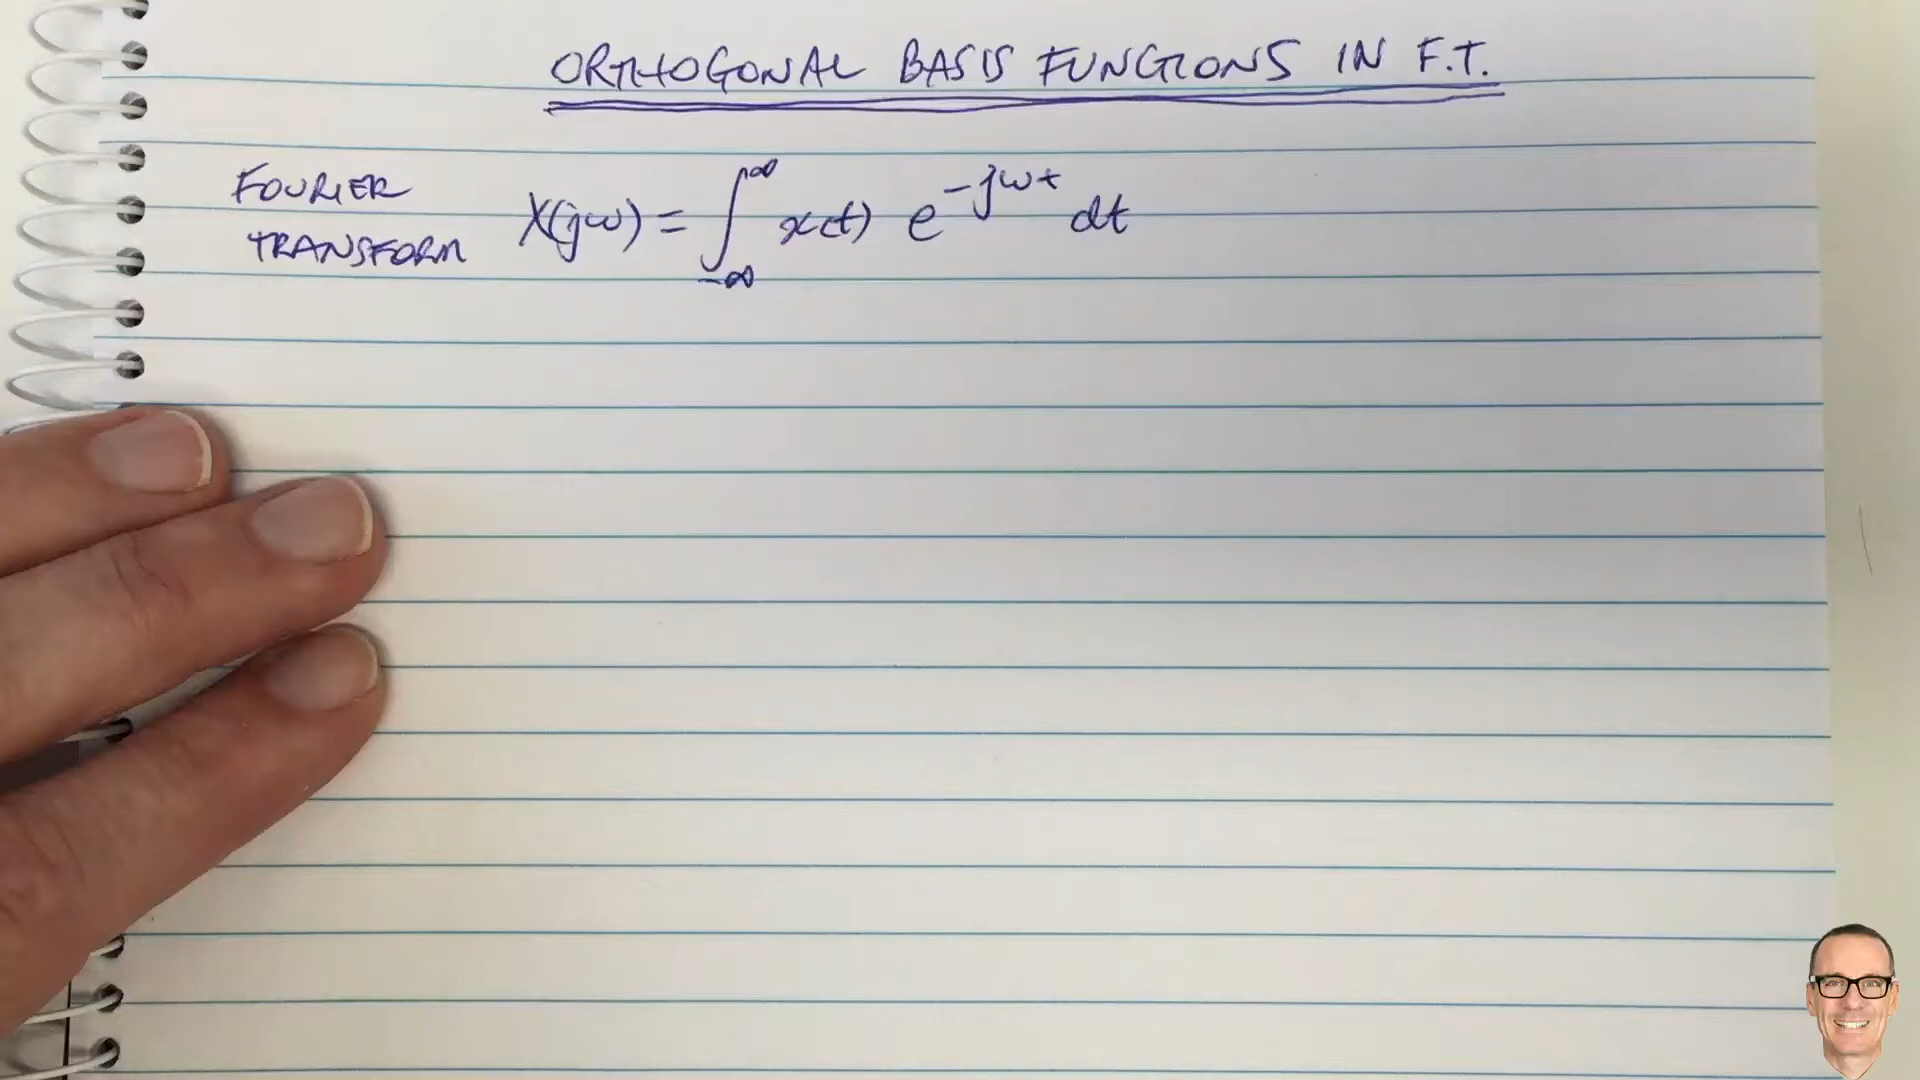 ORTHOGONAL BASIS FUNCTIONS IN F.T.
FOURIER TRANSFORM X(jω) = ∫_{-∞}^{∞} x(t) e^{-jωt} dt